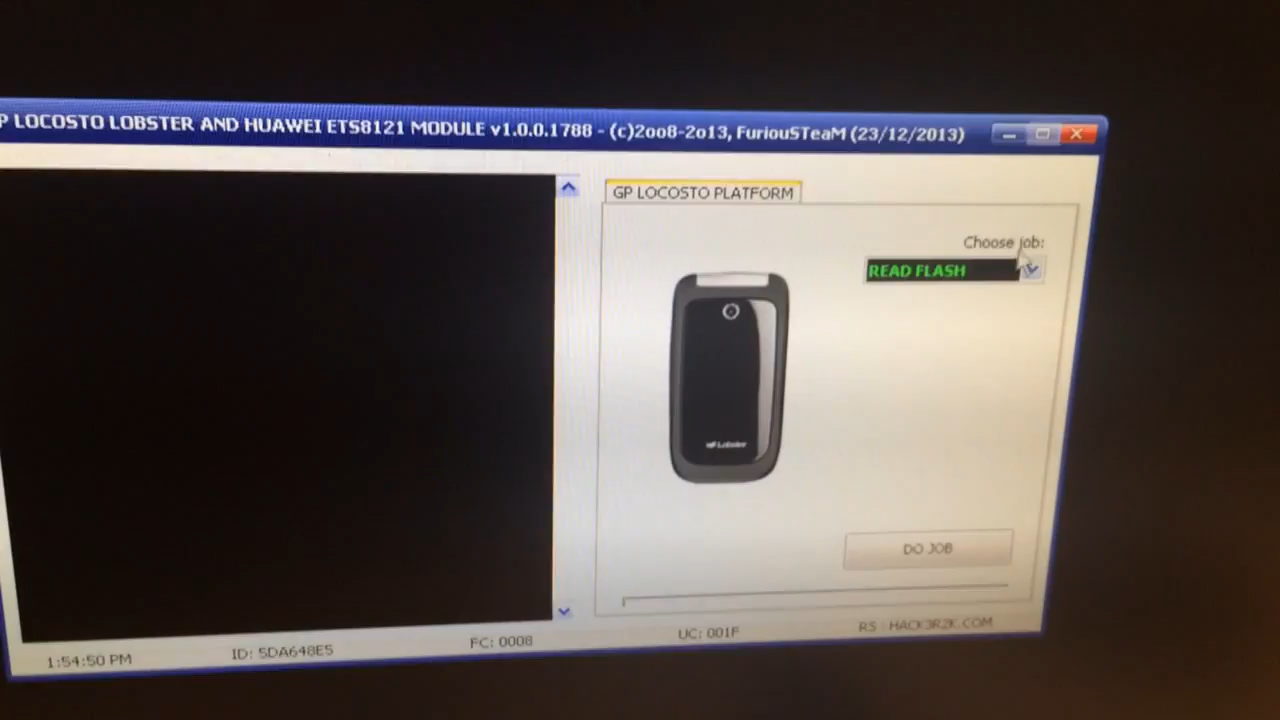 P LOCOSTO LOBSTER AND HUAWEI ETS8121 MODULE v1.0.0.1788 - (c)2oo8-2o13, FuriouSTeaM (23/12/2013)
GP LOCOSTO PLATFORM
Choose job:
READ FLASH
Lobster
DO JOB
1:54:50 PM
ID: 5DA648E5
FC: 0008
UC: 001F
RS : HACK3R2K.COM